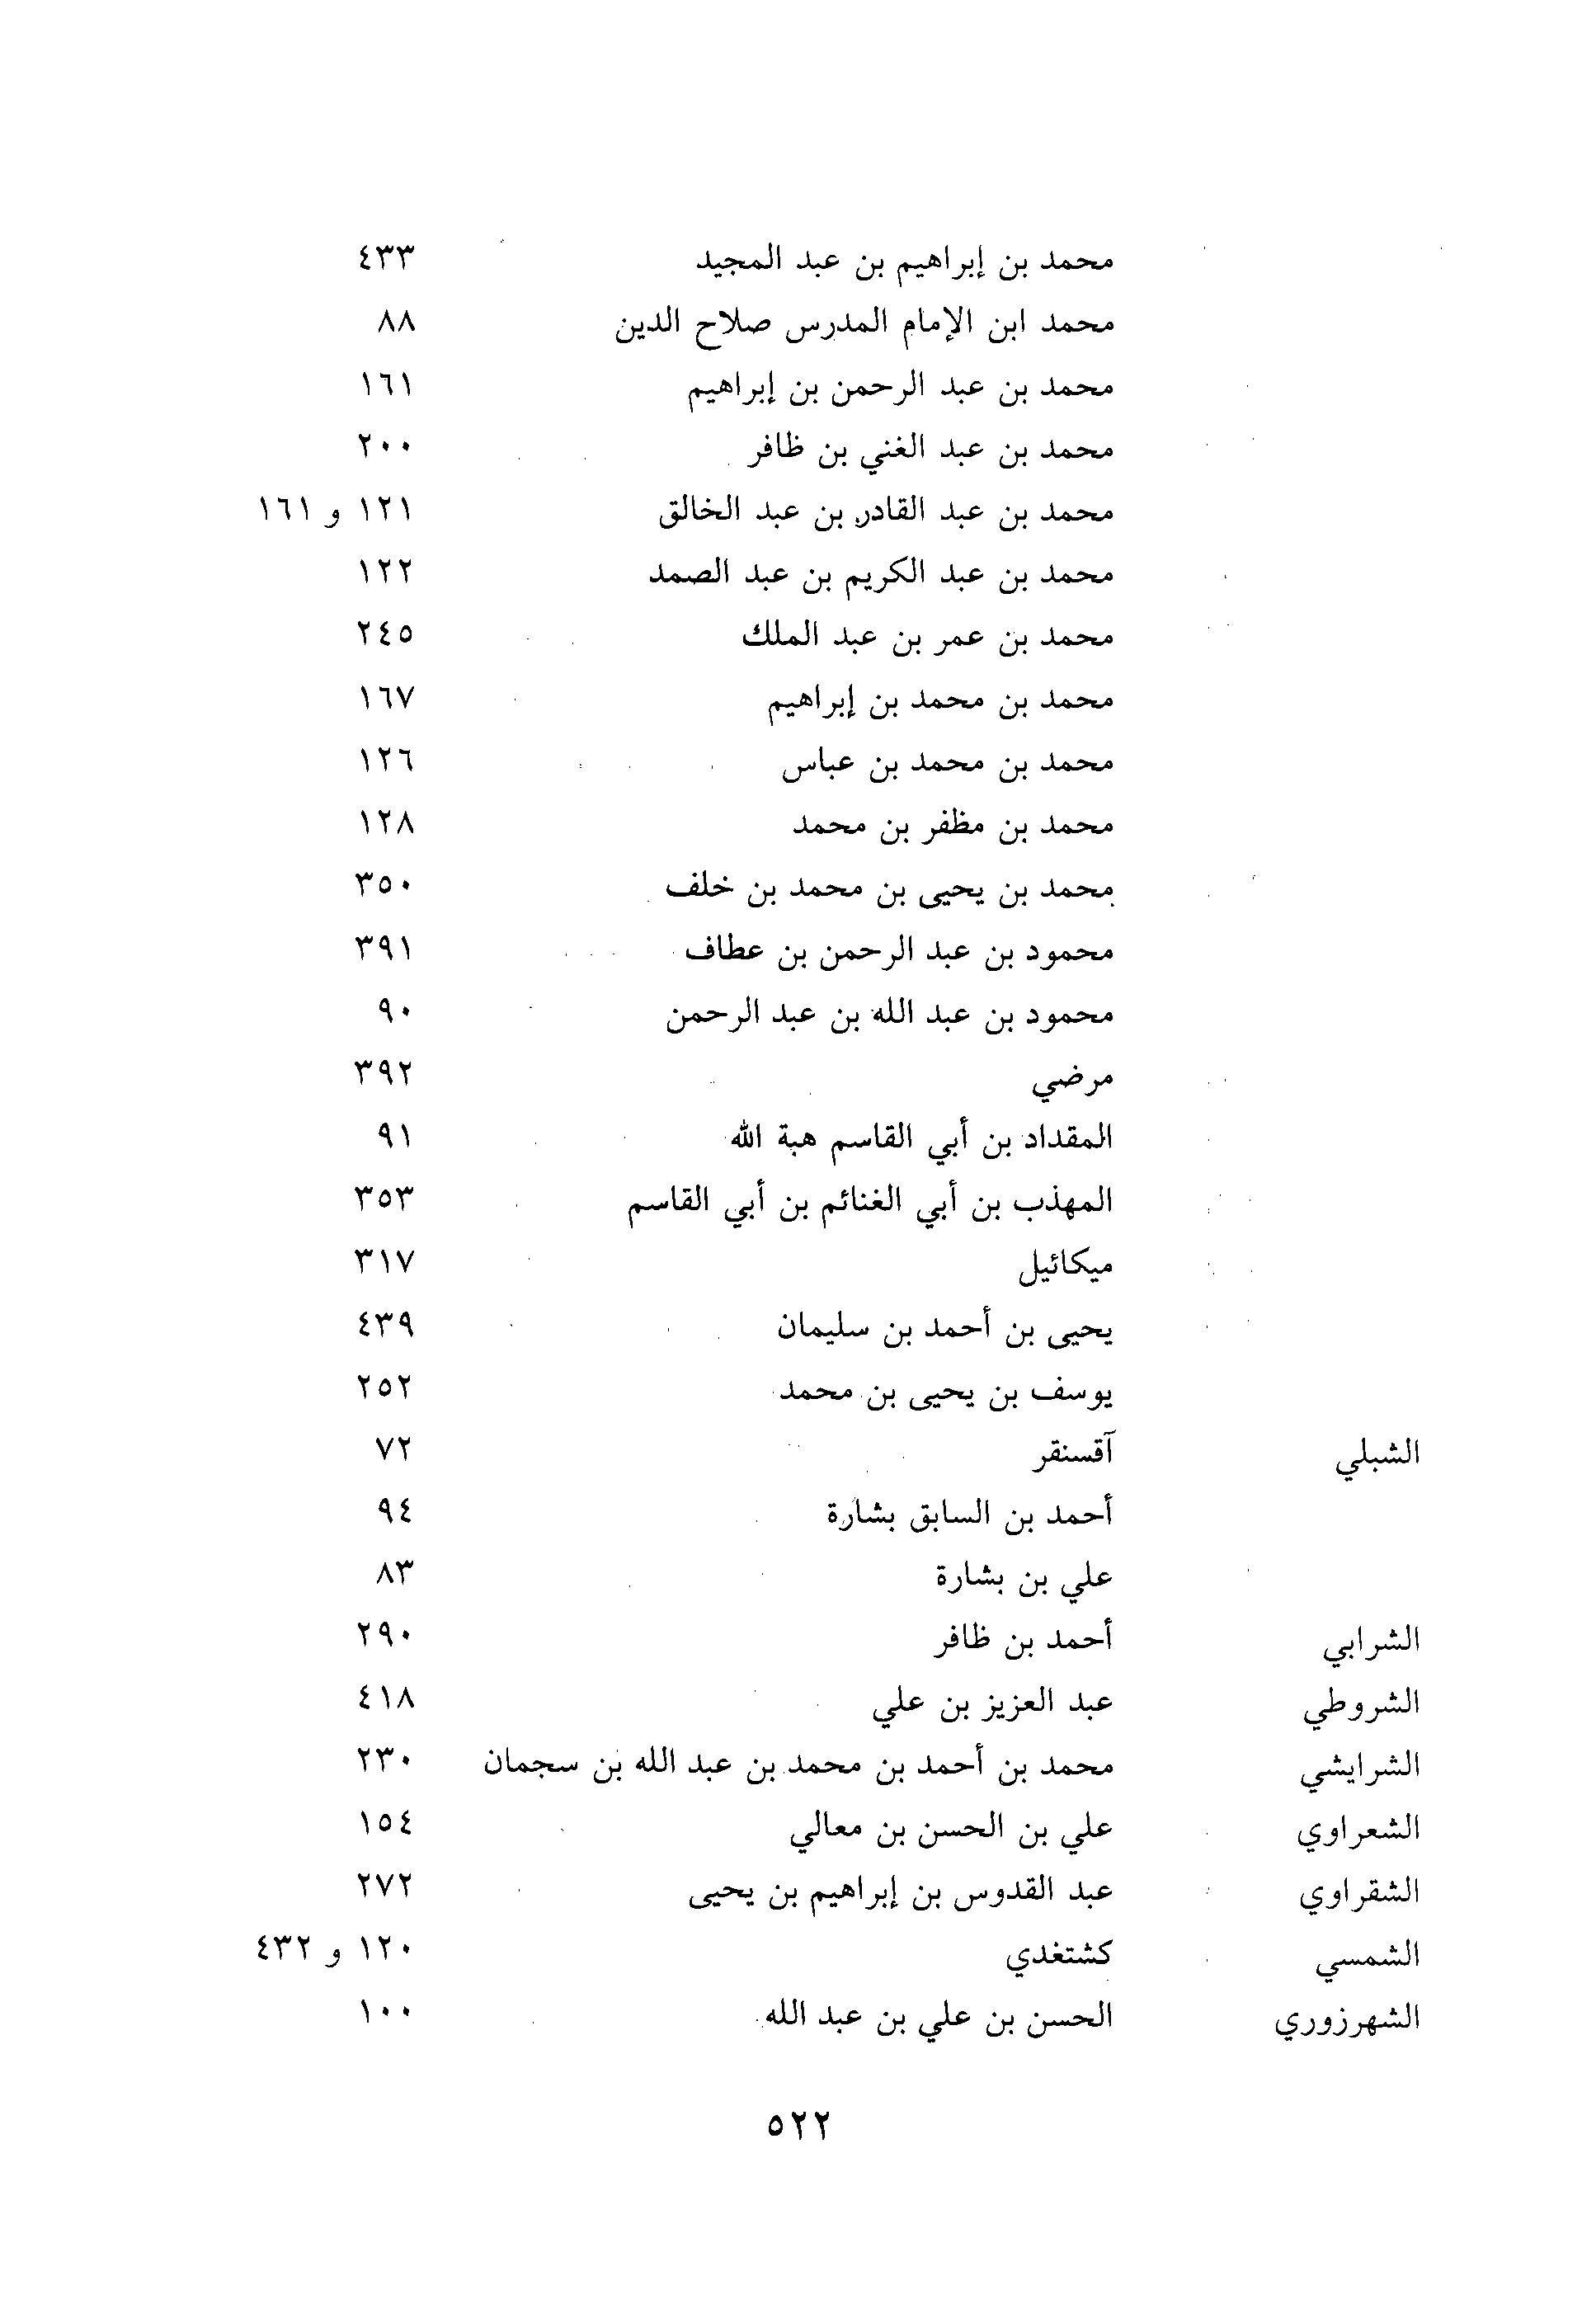 محمد بن إبراهيم بن عبد المجيد ٤٣٣
محمد ابن الإمام المدرس صلاح الدين ٨٨
محمد بن عبد الرحمن بن إبراهيم ١٦١
محمد بن عبد الغني بن ظافر ٢٠٠
محمد بن عبد القادر بن عبد الخالق ١٢١ و ١٦١
محمد بن عبد الكريم بن عبد الصمد ١٢٢
محمد بن عمر بن عبد الملك ٢٤٥
محمد بن محمد بن إبراهيم ١٦٧
محمد بن محمد بن عباس ١٢٦
محمد بن مظفر بن محمد ١٢٨
محمد بن يحيى بن محمد بن خلف ٣٥٠
محمود بن عبد الرحمن بن عطاف ٣٩١
محمود بن عبد الله بن عبد الرحمن ٩٠
مرضي ٣٩٢
المقداد بن أبي القاسم هبة الله ٩١
المهذب بن أبي الغنائم بن أبي القاسم ٣٥٣
ميكائيل ٣١٧
يحيى بن أحمد بن سليمان ٤٣٩
يوسف بن يحيى بن محمد ٢٥٢
الشبلي آقسنقر ٧٢
أحمد بن السابق بشارة ٩٤
علي بن بشارة ٨٣
الشرابي أحمد بن ظافر ٢٩٠
الشروطي عبد العزيز بن علي ٤١٨
الشرايشي محمد بن أحمد بن محمد بن عبد الله بن سجمان ٢٣٠
الشعراوي علي بن الحسن بن معالي ١٥٤
الشقراوي عبد القدوس بن إبراهيم بن يحيى ٢٧٢
الشمسي كشتغدي ١٢٠ و ٤٣٢
الشهرزوري الحسن بن علي بن عبد الله ١٠٠
٥٢٢